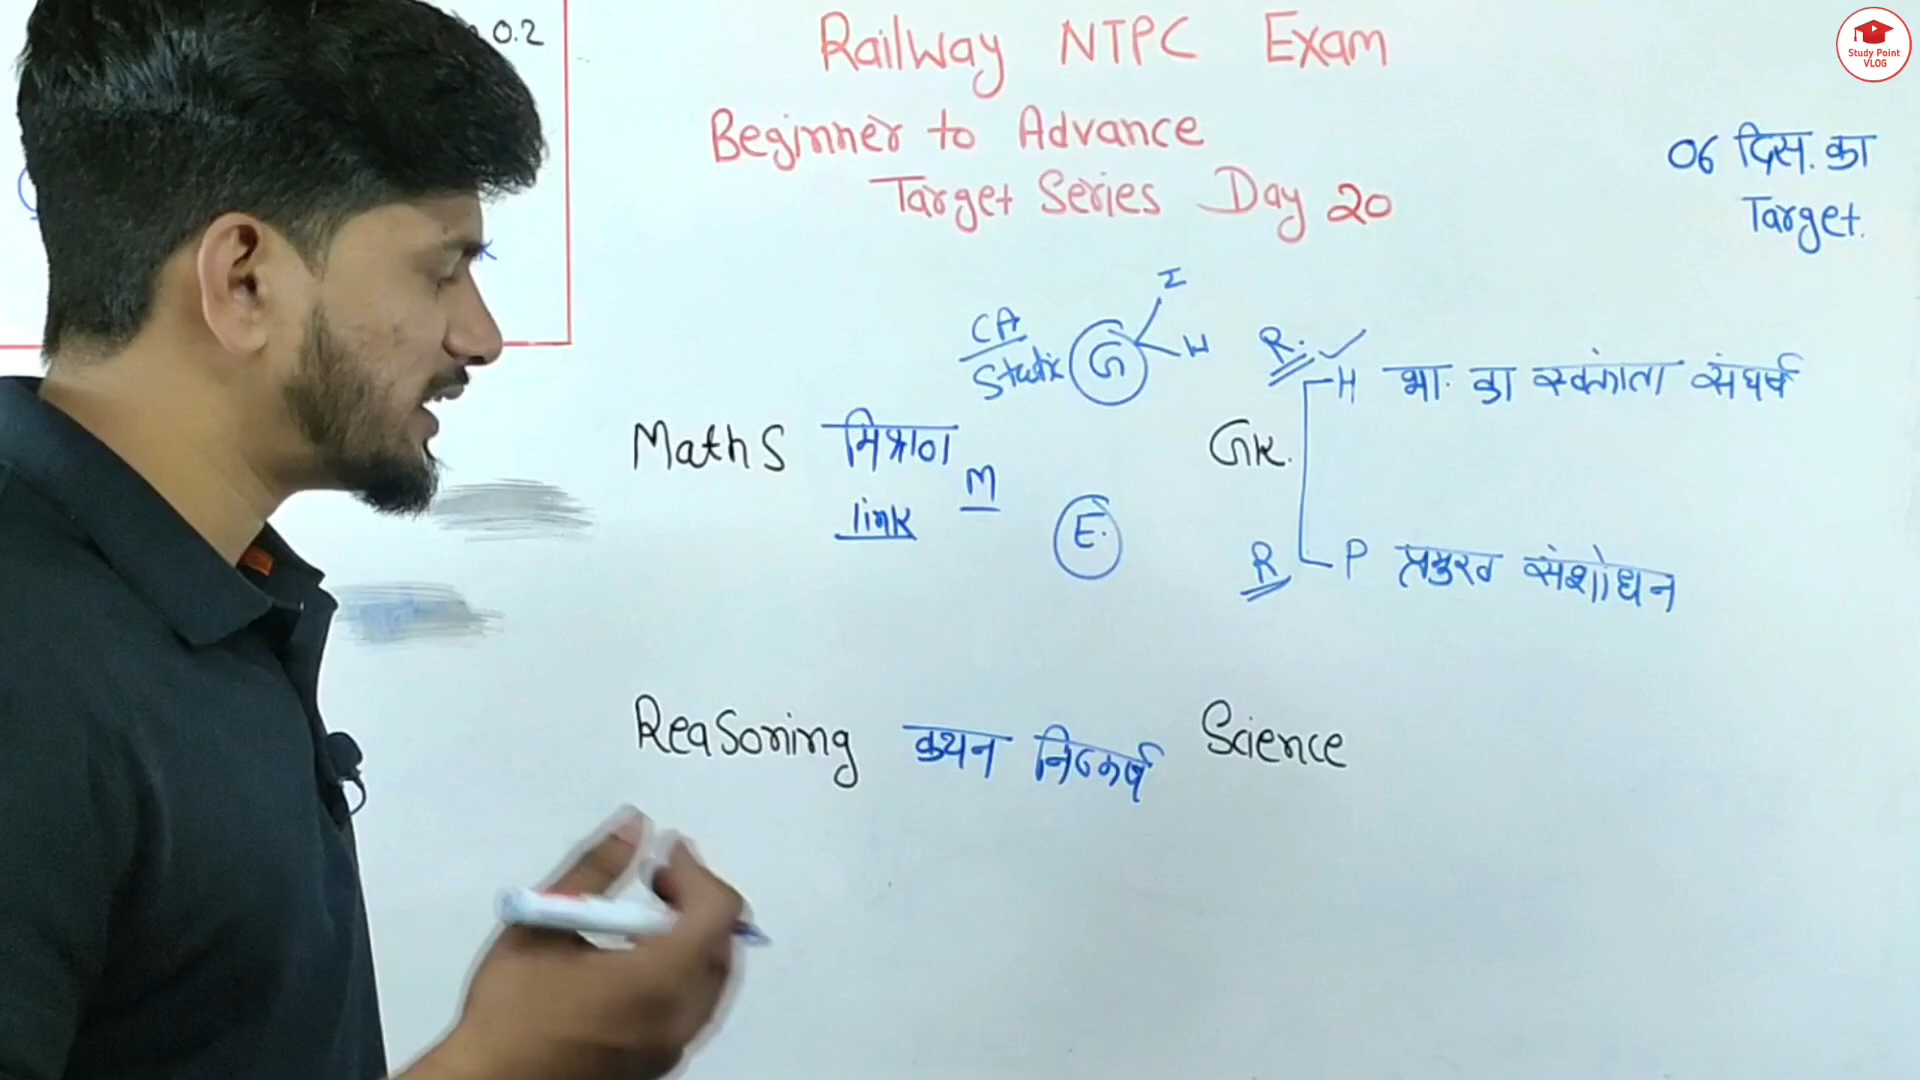 0.2
Railway NTPC Exam
Beginner to Advance
Target Series Day 20
06 दिस. का
Target.
Study Point
VLOG
I
CA
Static
G
H
R.
H भा. का स्वतंत्रता संघर्ष
Maths मिश्रण
GK.
M
link
E.
R
P प्रमुख संशोधन
Reasoning कथन निष्कर्ष
Science